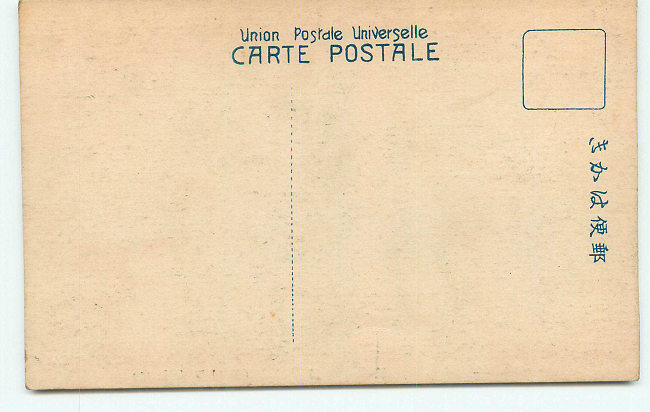 Union Postale Universelle
CARTE POSTALE
郵便はかき